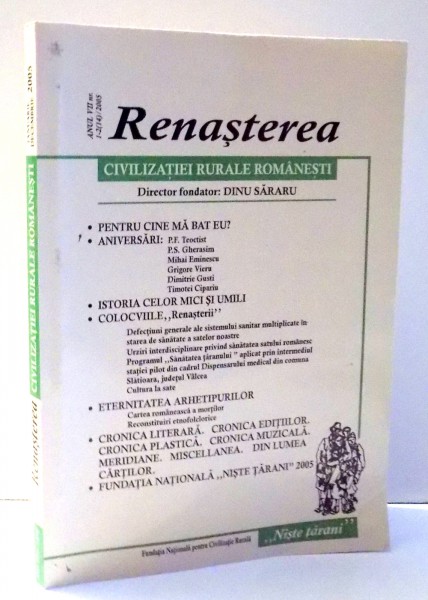 ANUL VII nr.
1-2(14)/2005
Renașterea
CIVILIZAȚIEI RURALE ROMÂNEȘTI
Director fondator: DINU SĂRARU
• PENTRU CINE MĂ BAT EU?
• ANIVERSĂRI: P.F. Teoctist
P.S. Gherasim
Mihai Eminescu
Grigore Vieru
Dimitrie Gusti
Timotei Cipariu
• ISTORIA CELOR MICI ȘI UMILI
• COLOCVIILE,,Renașterii’’
Defecțiuni generale ale sistemului sanitar multiplicate în
starea de sănătate a satelor noastre
Urziri interdisciplinare privind sănătatea satului românesc
Programul ,,Sănătatea țăranului ’’ aplicat prin intermediul
stației pilot din cadrul Dispensarului medical din comuna
Slătioara, județul Vâlcea
Cultura la sate
• ETERNITATEA ARHETIPURILOR
Cartea românească a morților
Reconstituiri etnofolclorice
• CRONICA LITERARĂ. CRONICA EDIȚIILOR.
CRONICA PLASTICĂ. CRONICA MUZICALĂ.
MERIDIANE. MISCELLANEA. DIN LUMEA
CĂRȚILOR.
• FUNDAȚIA NAȚIONALĂ ,,NIȘTE ȚĂRANI’’ 2005
Fundația Națională pentru Civilizație Rurală
,,Niște țărani’’
Renașterea CIVILIZAȚIEI RURALE ROMÂNEȘTI
DECEMBRIE 2005